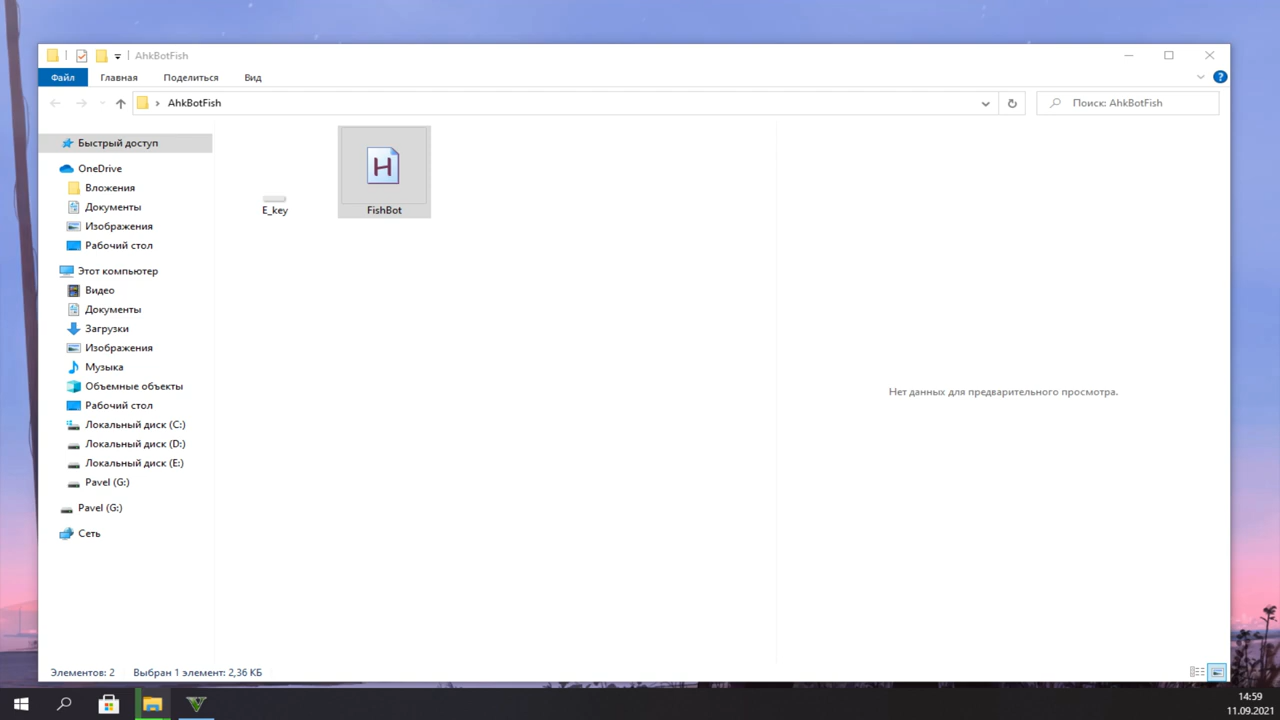 AhkBotFish
Файл Главная Поделиться Вид
AhkBotFish
Поиск: AhkBotFish
Быстрый доступ
OneDrive
Вложения
Документы
Изображения
Рабочий стол
Этот компьютер
Видео
Документы
Загрузки
Изображения
Музыка
Объемные объекты
Рабочий стол
Локальный диск (C:)
Локальный диск (D:)
Локальный диск (E:)
Pavel (G:)
Pavel (G:)
Сеть
E_key
H
FishBot
Нет данных для предварительного просмотра.
Элементов: 2 Выбран 1 элемент: 2,36 КБ
14:59
11.09.2021